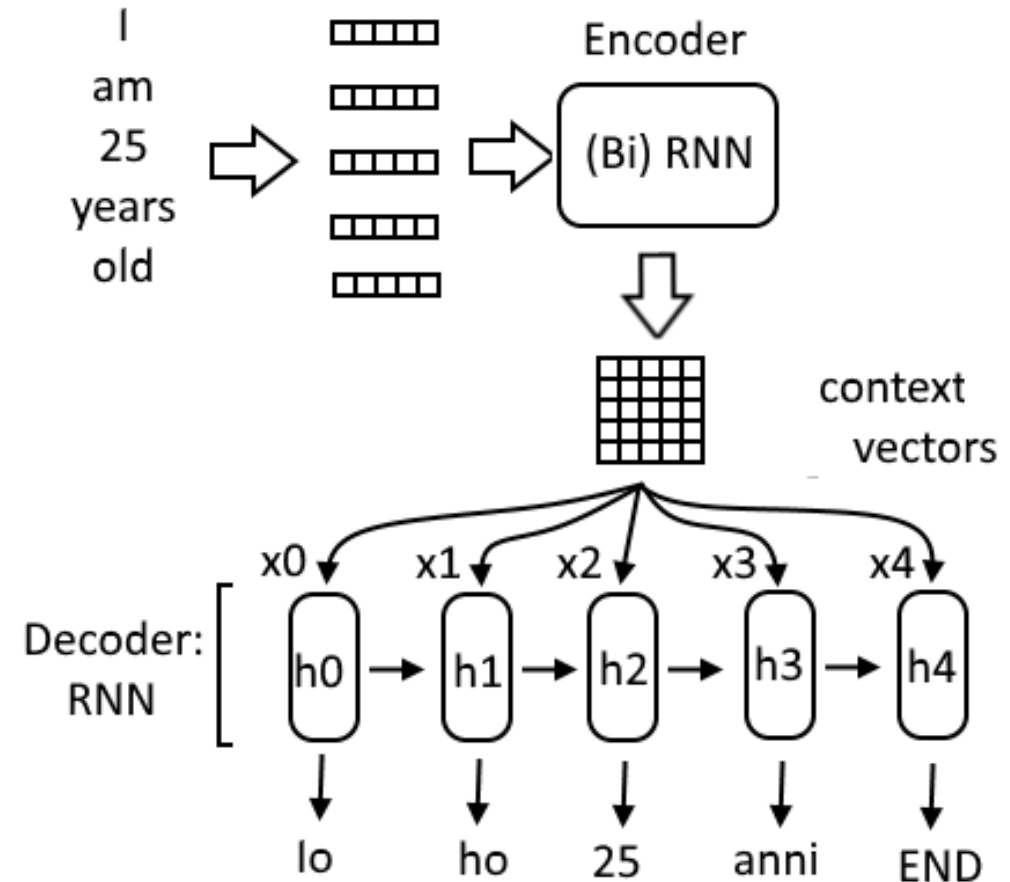 I
am
25
years
old
Encoder
(Bi) RNN
context
vectors
x0 x1 x2 x3 x4
Decoder:
RNN
h0 h1 h2 h3 h4
lo ho 25 anni END